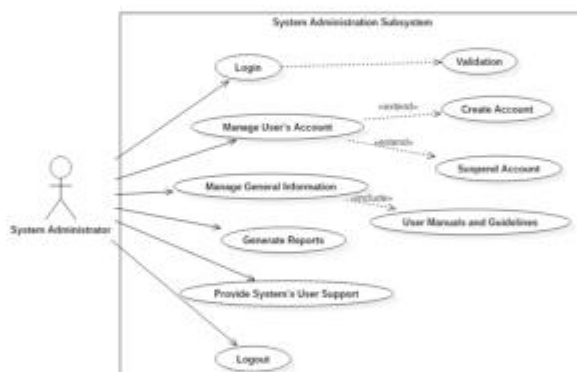 System Administration Subsystem
Login
Validation
Manage User's Account
«extend»
Create Account
«extend»
Suspend Account
Manage General Information
«include»
User Manuals and Guidelines
System Administrator
Generate Reports
Provide System's User Support
Logout